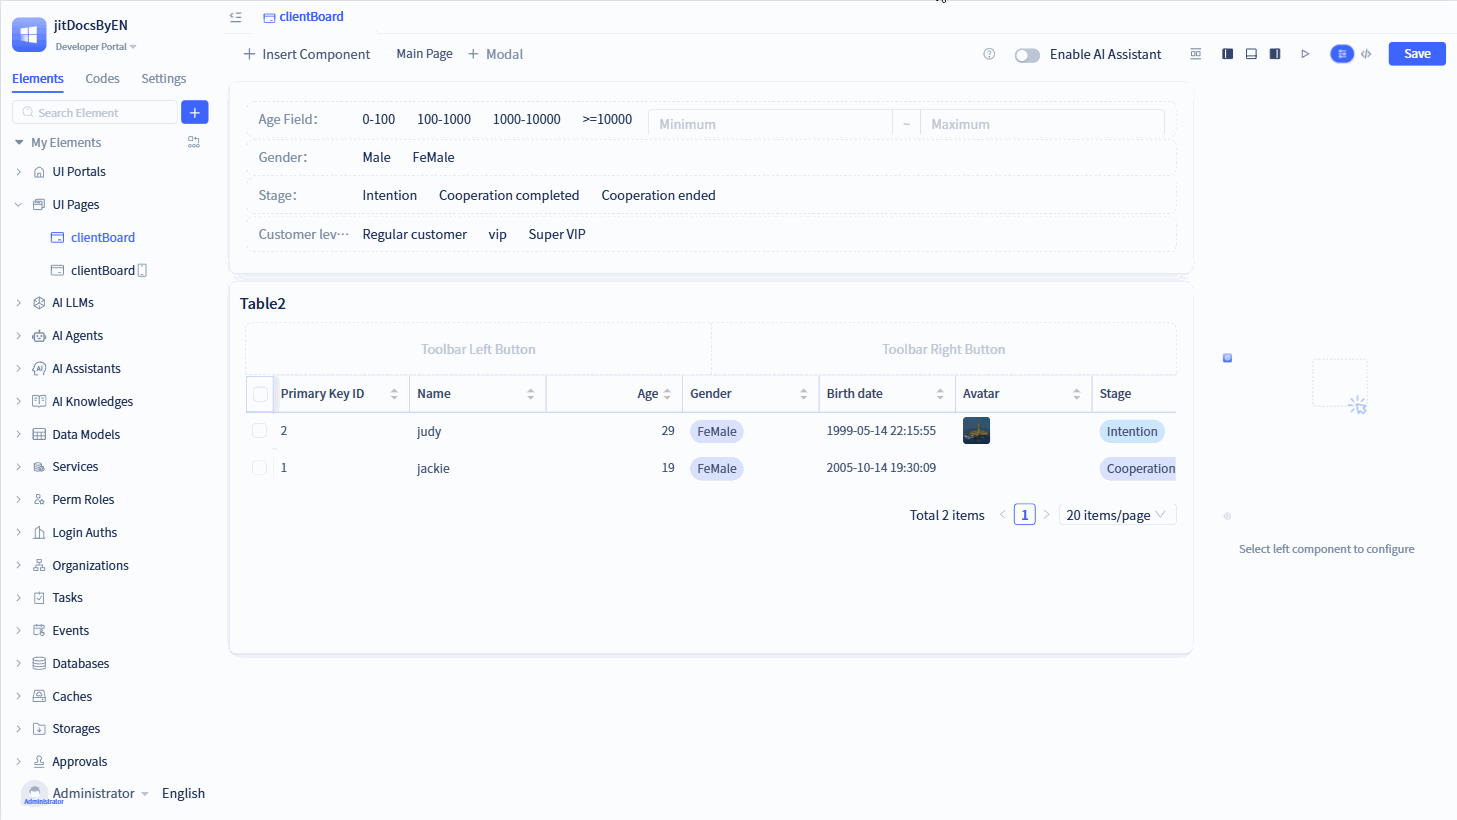 jitDocsByEN
Developer Portal
Elements Codes Settings
Search Element
My Elements
UI Portals
UI Pages
clientBoard
clientBoard
AI LLMs
AI Agents
AI Assistants
AI Knowledges
Data Models
Services
Perm Roles
Login Auths
Organizations
Tasks
Events
Databases
Caches
Storages
Approvals
Administrator English
Administrator
clientBoard
Insert Component Main Page Modal
Enable AI Assistant Save
Age Field: 0-100 100-1000 1000-10000 >=10000 Minimum ~ Maximum
Gender: Male FeMale
Stage: Intention Cooperation completed Cooperation ended
Customer lev··· Regular customer vip Super VIP
Table2
Toolbar Left Button Toolbar Right Button
Primary Key ID Name Age Gender Birth date Avatar Stage
2 judy 29 FeMale 1999-05-14 22:15:55 Intention
1 jackie 19 FeMale 2005-10-14 19:30:09 Cooperation
Total 2 items < 1 > 20 items/page
Select left component to configure